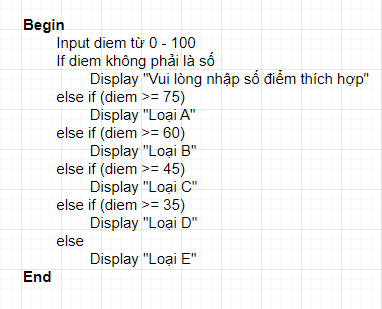 Begin
Input diem từ 0 - 100
If diem không phải là số
Display "Vui lòng nhập số điểm thích hợp"
else if (diem >= 75)
Display "Loại A"
else if (diem >= 60)
Display "Loại B"
else if (diem >= 45)
Display "Loại C"
else if (diem >= 35)
Display "Loại D"
else
Display "Loại E"
End